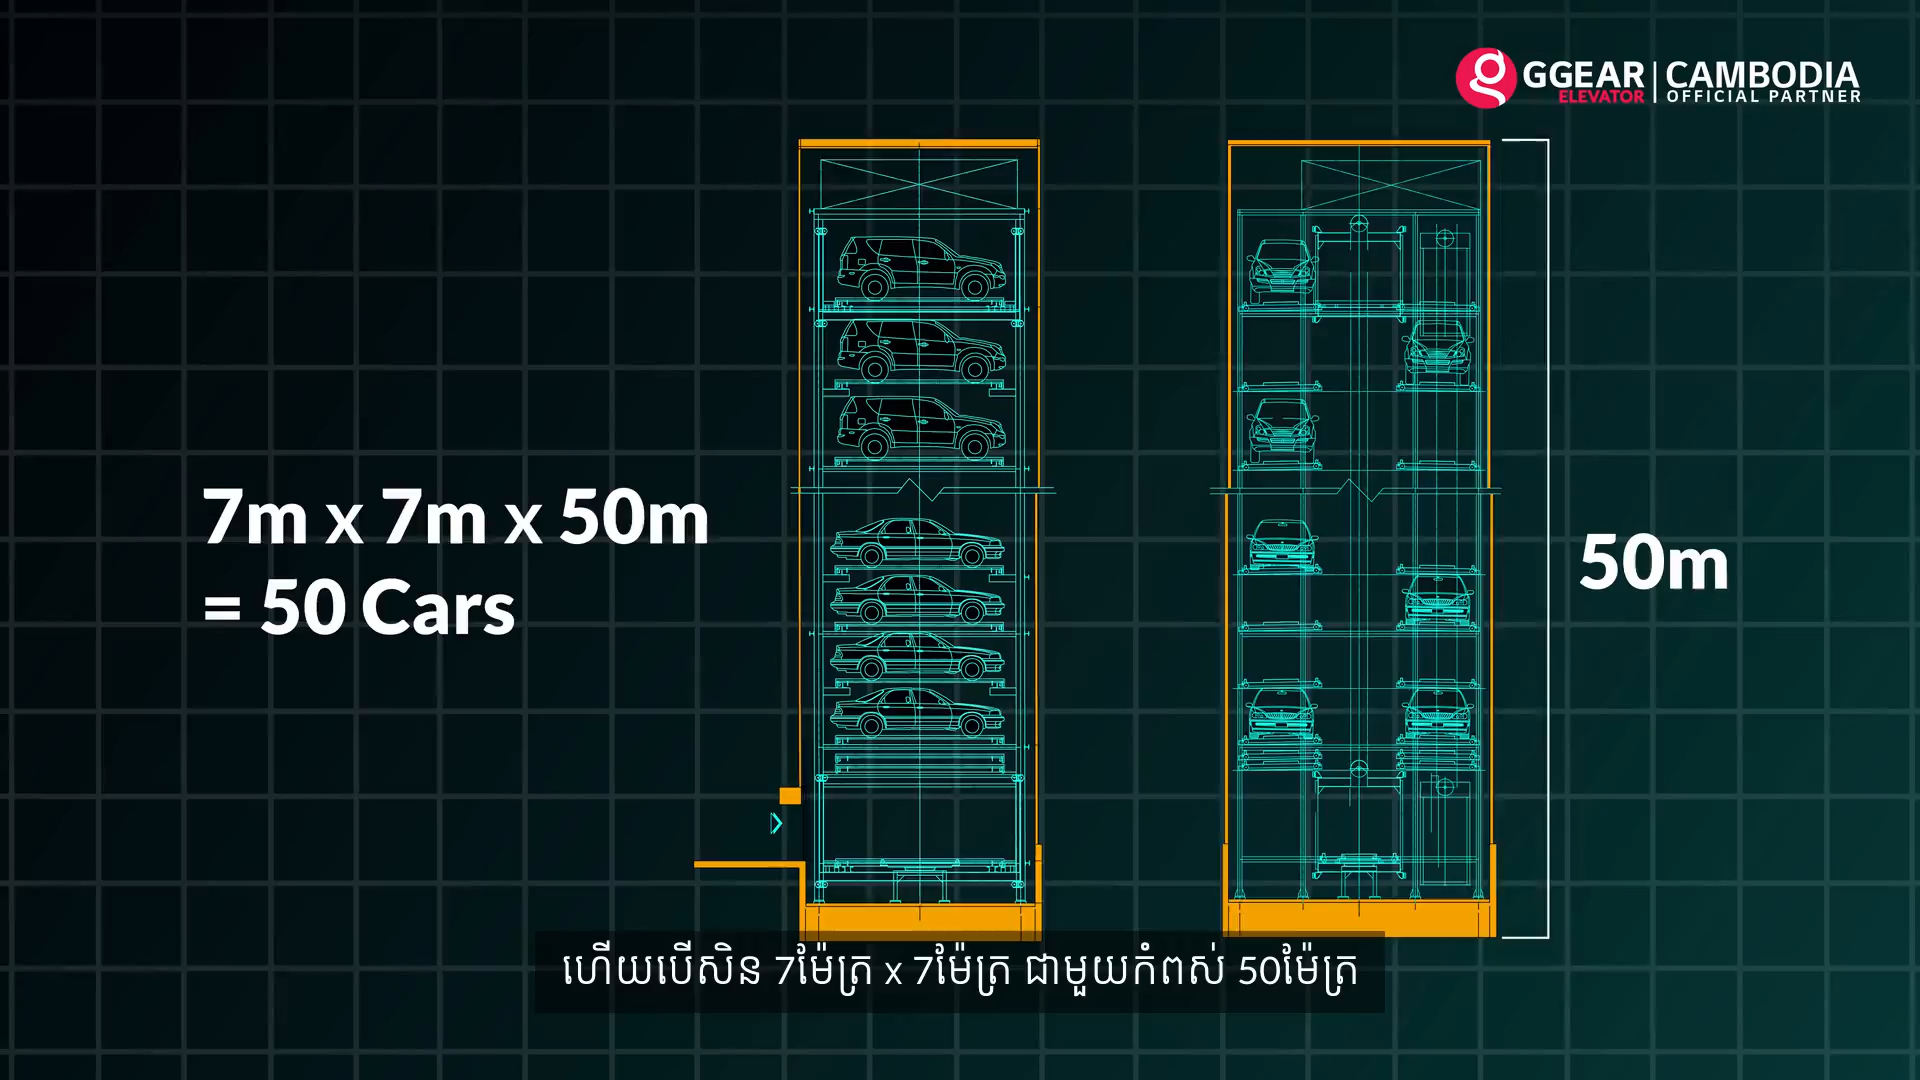 GGEAR | CAMBODIA
ELEVATOR OFFICIAL PARTNER
7m x 7m x 50m
= 50 Cars
50m
ហើយបើសិន 7ម៉ែត្រ x 7ម៉ែត្រ ជាមួយកំពស់ 50ម៉ែត្រ